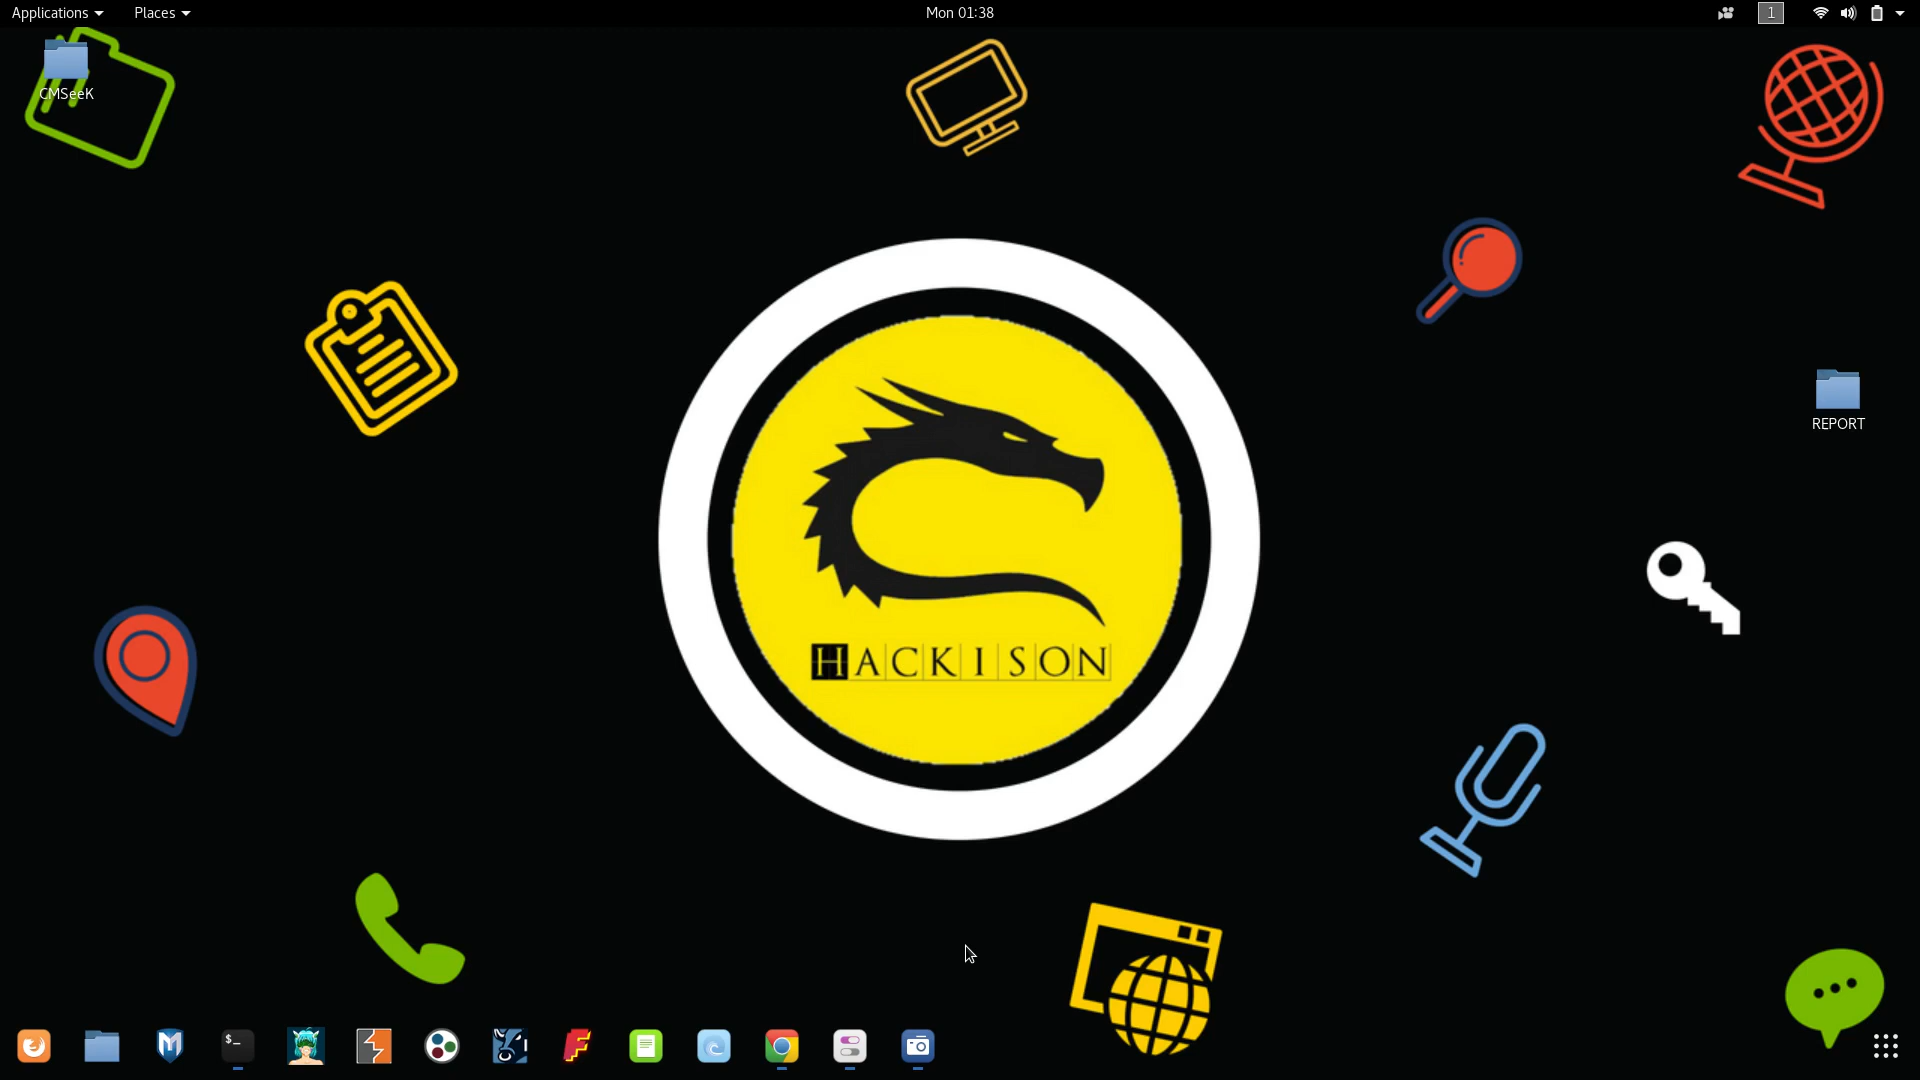 Applications Places Mon 01:38 1
CMSeeK
REPORT
HACKISON
$_